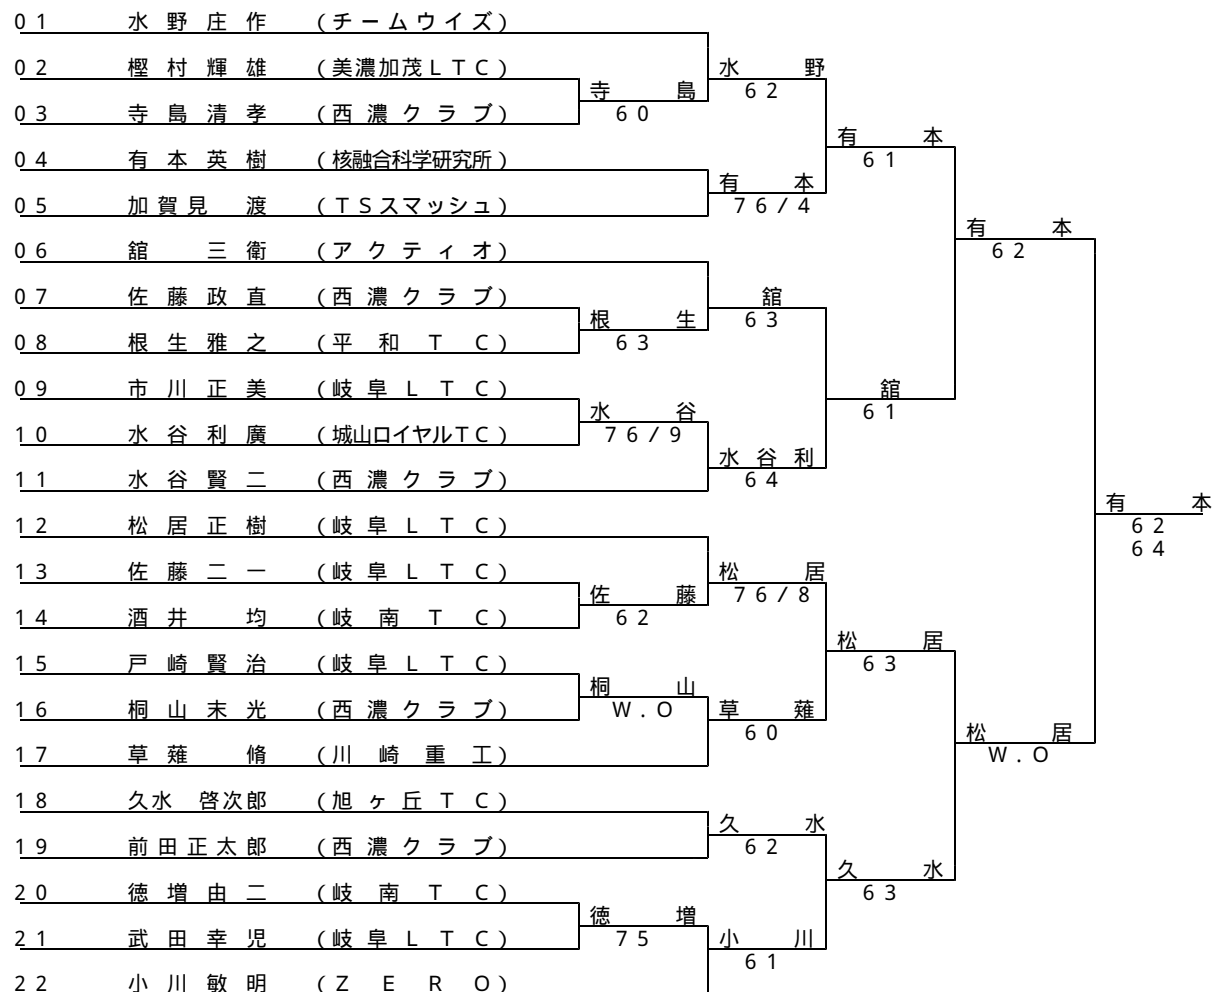 01 水野庄作 (チームウイズ)
02 樫村輝雄 (美濃加茂LTC) 水野
寺島 62
03 寺島清孝 (西濃クラブ) 60
有本
04 有本英樹 (核融合科学研究所) 61
有本
05 加賀見 渡 (TSスマッシュ) 76/4
有本
06 舘 三衛 (アクティオ) 62
07 佐藤政直 (西濃クラブ) 舘
根生 63
08 根生雅之 (平和TC) 63
09 市川正美 (岐阜LTC) 舘
水谷 61
10 水谷利廣 (城山ロイヤルTC) 76/9
水谷利
11 水谷賢二 (西濃クラブ) 64
有本
12 松居正樹 (岐阜LTC) 62
64
13 佐藤二一 (岐阜LTC) 松居
佐藤 76/8
14 酒井 均 (岐南TC) 62
松居
15 戸崎賢治 (岐阜LTC) 63
桐山
16 桐山末光 (西濃クラブ) W.O 草薙
60 松居
17 草薙 脩 (川崎重工) W.O
18 久水 啓次郎 (旭ヶ丘TC)
久水
19 前田正太郎 (西濃クラブ) 62
久水
20 徳増由二 (岐南TC) 63
徳増
21 武田幸児 (岐阜LTC) 75 小川
61
22 小川敏明 (ZERO)